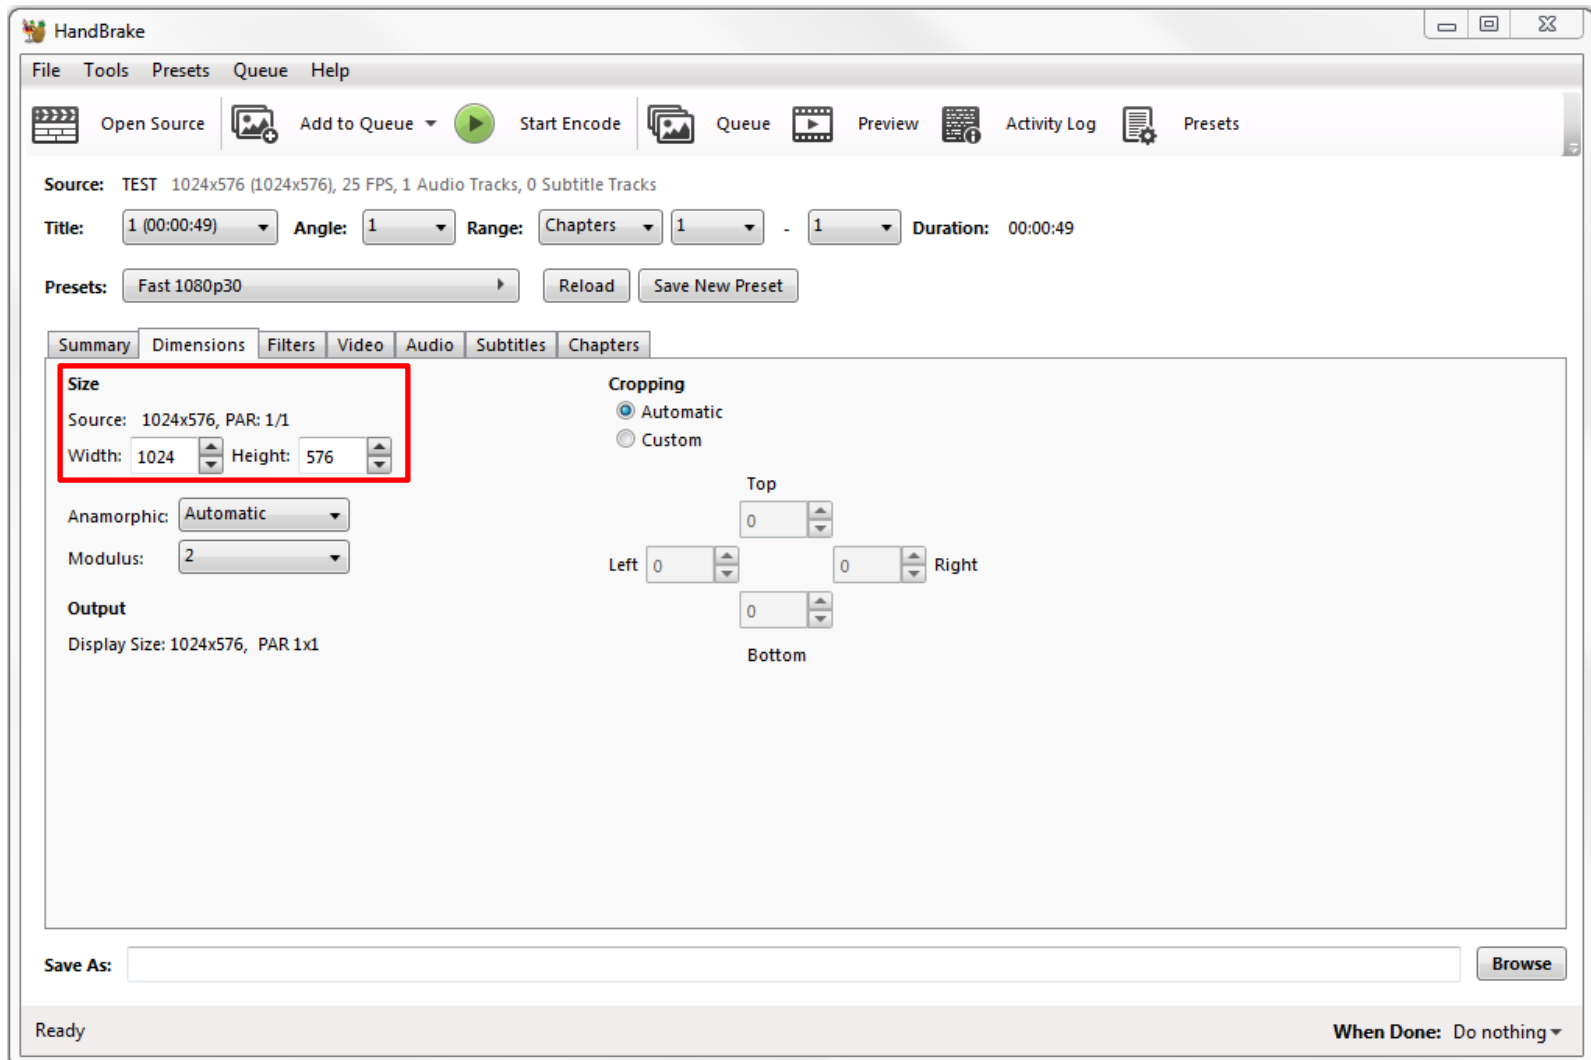 HandBrake
File Tools Presets Queue Help
Open Source Add to Queue Start Encode Queue Preview Activity Log Presets
Source: TEST 1024x576 (1024x576), 25 FPS, 1 Audio Tracks, 0 Subtitle Tracks
Title: 1 (00:00:49) Angle: 1 Range: Chapters 1 - 1 Duration: 00:00:49
Presets: Fast 1080p30 Reload Save New Preset
Summary Dimensions Filters Video Audio Subtitles Chapters
Size Cropping
Source: 1024x576, PAR: 1/1 Automatic
Width: 1024 Height: 576 Custom
Top
Anamorphic: Automatic 0
Modulus: 2 Left 0 0 Right
Output 0
Display Size: 1024x576, PAR 1x1 Bottom
Save As: Browse
Ready When Done: Do nothing